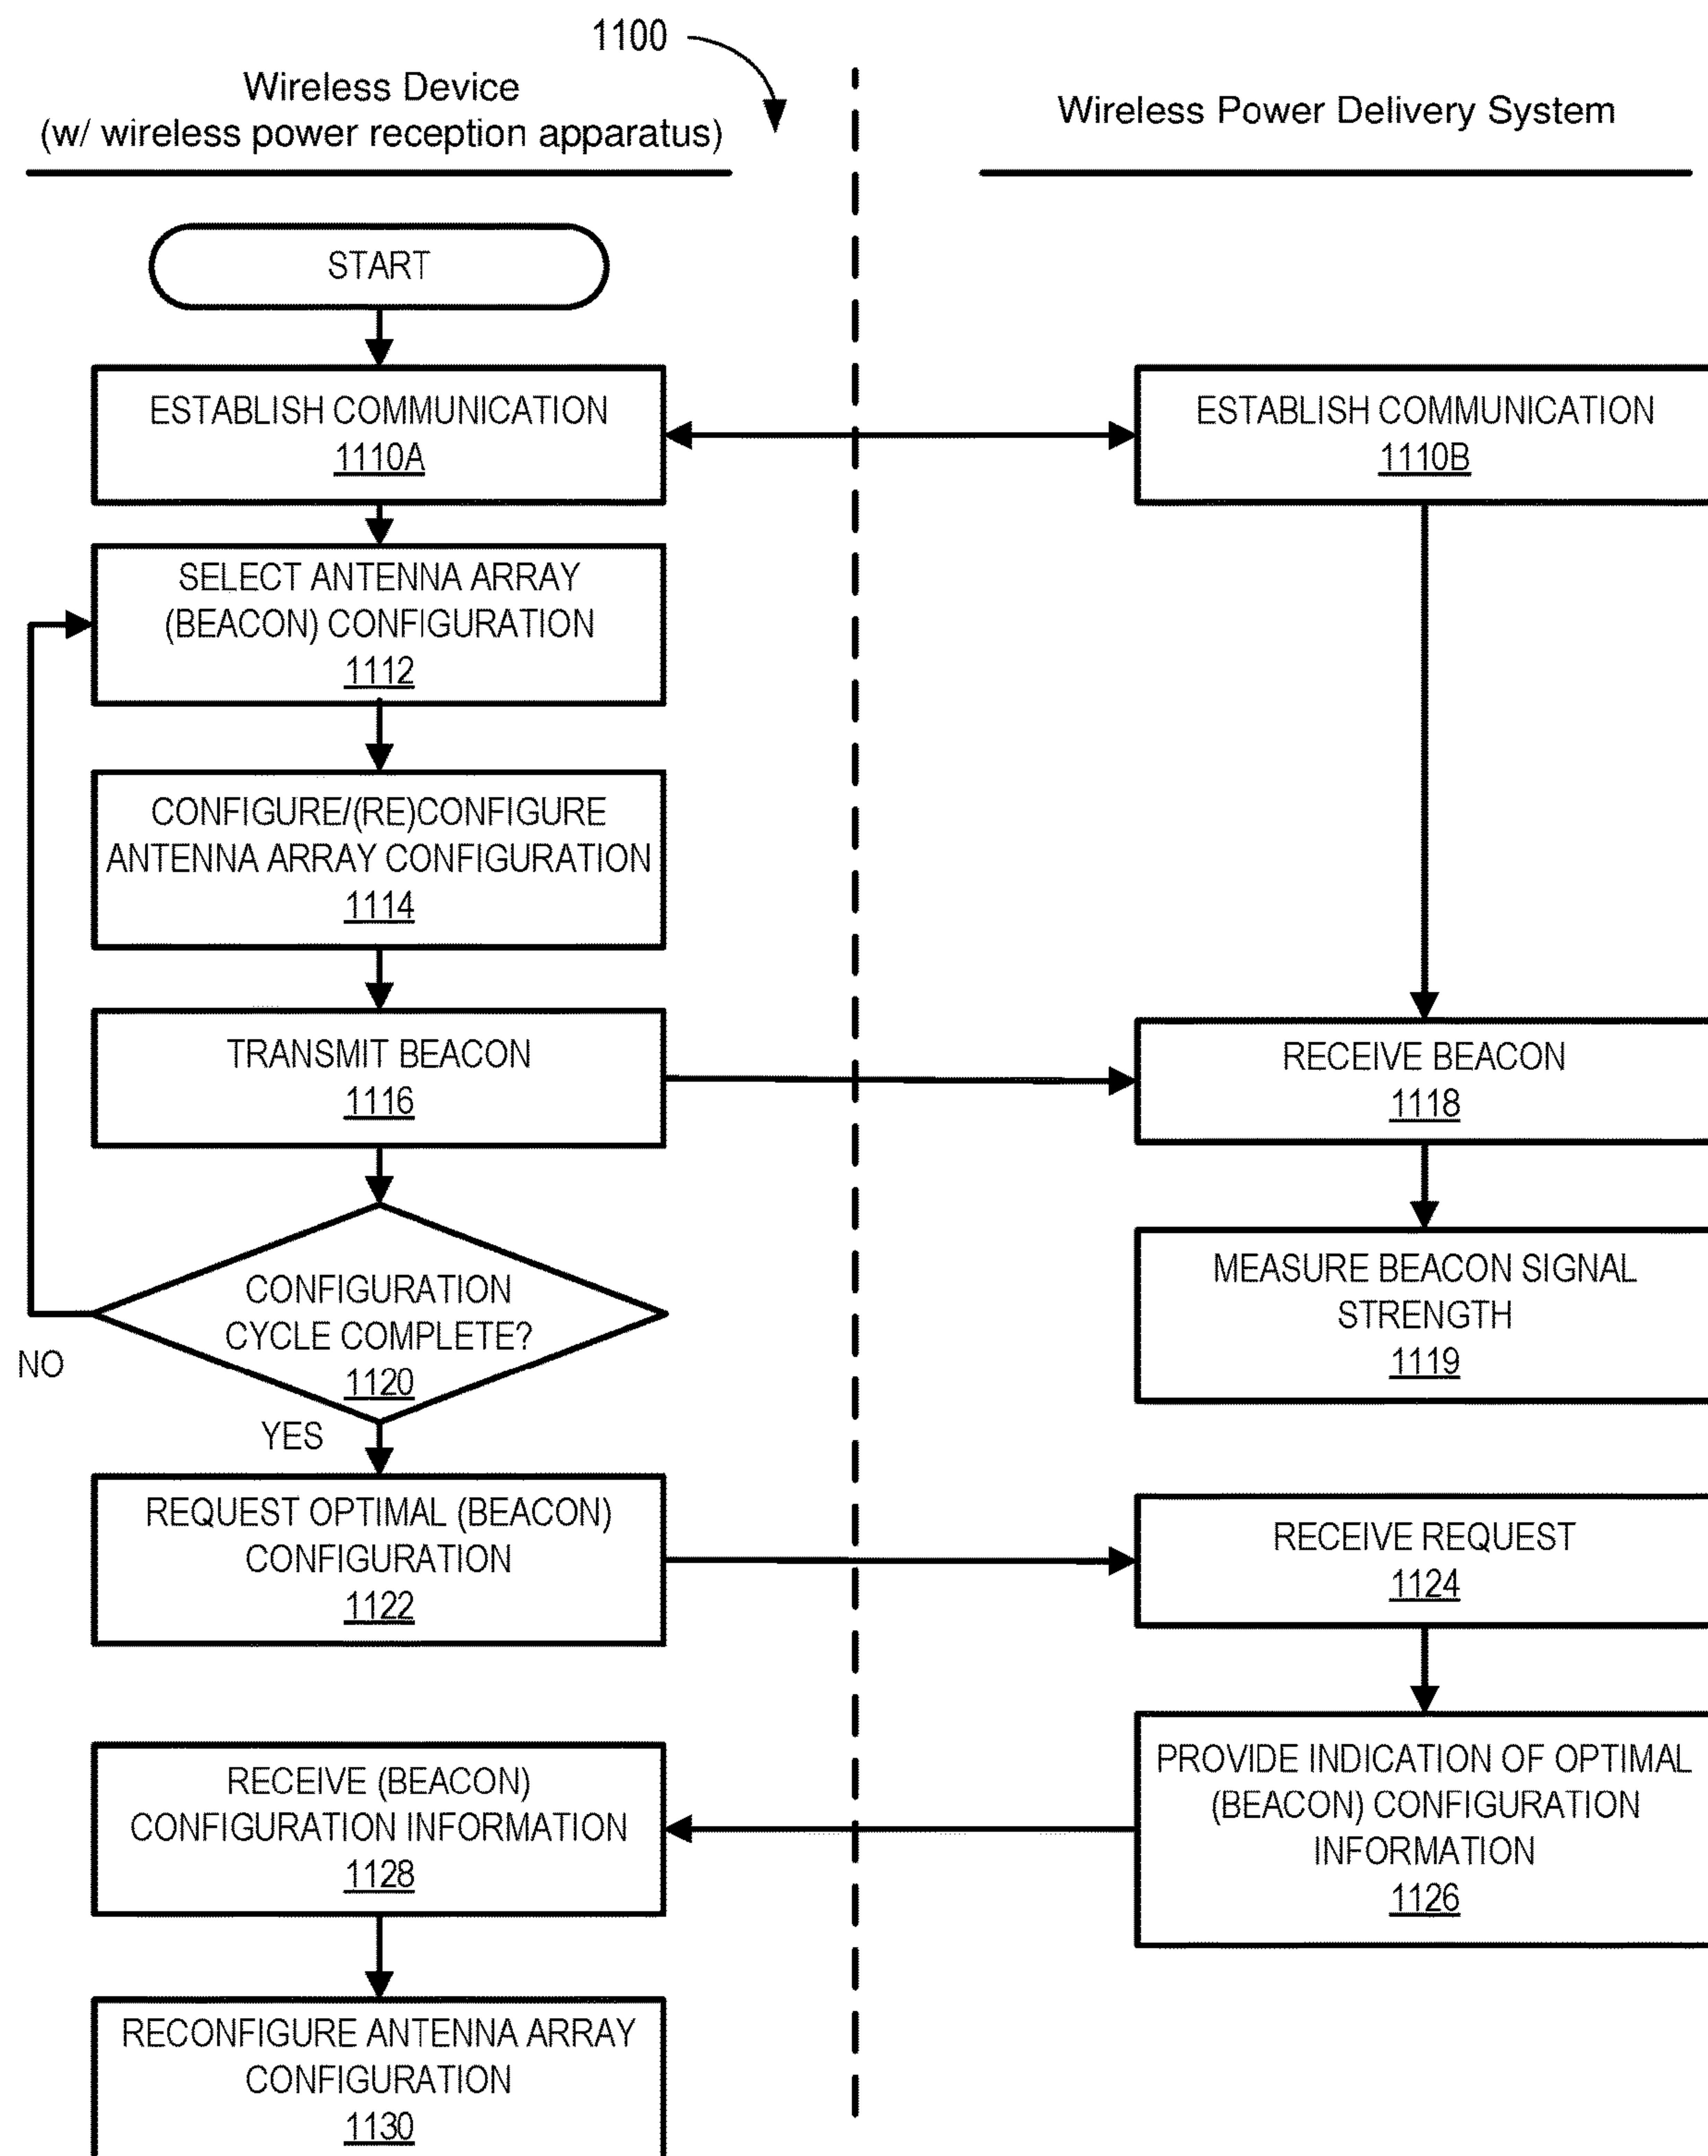 1100
Wireless Device
(w/ wireless power reception apparatus)
Wireless Power Delivery System
START
ESTABLISH COMMUNICATION
1110A
ESTABLISH COMMUNICATION
1110B
SELECT ANTENNA ARRAY
(BEACON) CONFIGURATION
1112
CONFIGURE/(RE)CONFIGURE
ANTENNA ARRAY CONFIGURATION
1114
TRANSMIT BEACON
1116
RECEIVE BEACON
1118
MEASURE BEACON SIGNAL
STRENGTH
1119
CONFIGURATION
CYCLE COMPLETE?
1120
NO
YES
REQUEST OPTIMAL (BEACON)
CONFIGURATION
1122
RECEIVE REQUEST
1124
PROVIDE INDICATION OF OPTIMAL
(BEACON) CONFIGURATION
INFORMATION
1126
RECEIVE (BEACON)
CONFIGURATION INFORMATION
1128
RECONFIGURE ANTENNA ARRAY
CONFIGURATION
1130